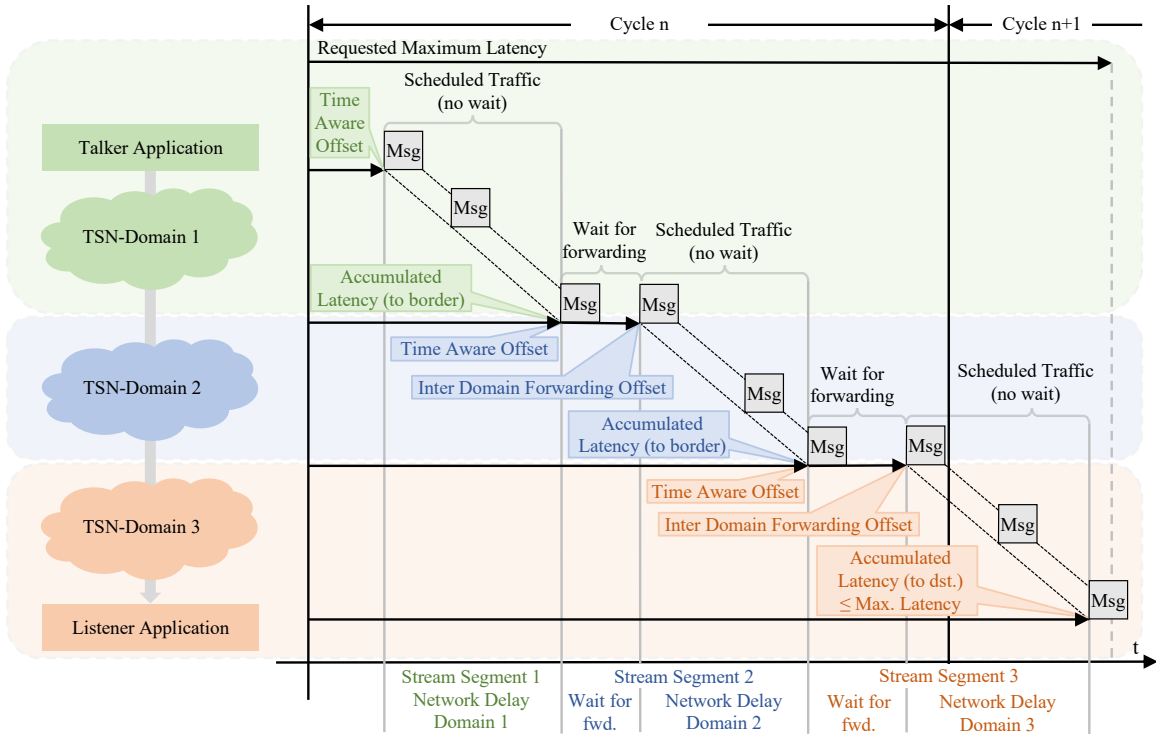 Cycle n
Cycle n+1
Requested Maximum Latency
Scheduled Traffic
(no wait)
Time
Aware
Offset
Talker Application
Msg
Msg
TSN-Domain 1
Wait for
forwarding
Scheduled Traffic
(no wait)
Accumulated
Latency (to border)
Msg
Msg
Time Aware Offset
Inter Domain Forwarding Offset
TSN-Domain 2
Msg
Wait for
forwarding
Scheduled Traffic
(no wait)
Accumulated
Latency (to border)
Msg
Msg
Time Aware Offset
Inter Domain Forwarding Offset
TSN-Domain 3
Msg
Accumulated
Latency (to dst.)
≤ Max. Latency
Msg
Listener Application
t
Stream Segment 1
Network Delay
Domain 1
Stream Segment 2
Wait for
fwd.
Network Delay
Domain 2
Stream Segment 3
Wait for
fwd.
Network Delay
Domain 3